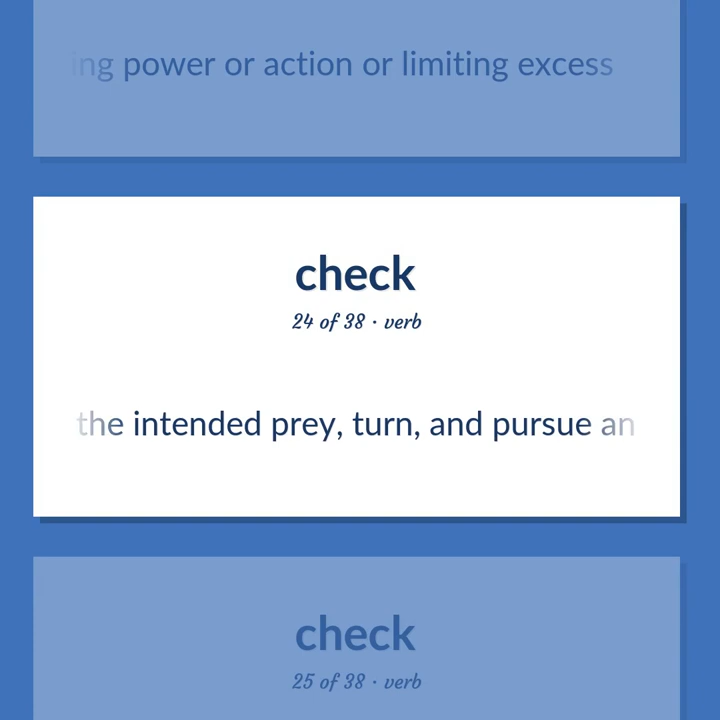 ing power or action or limiting excess
check
24 of 38 · verb
the intended prey, turn, and pursue an
check
25 of 38 · verb